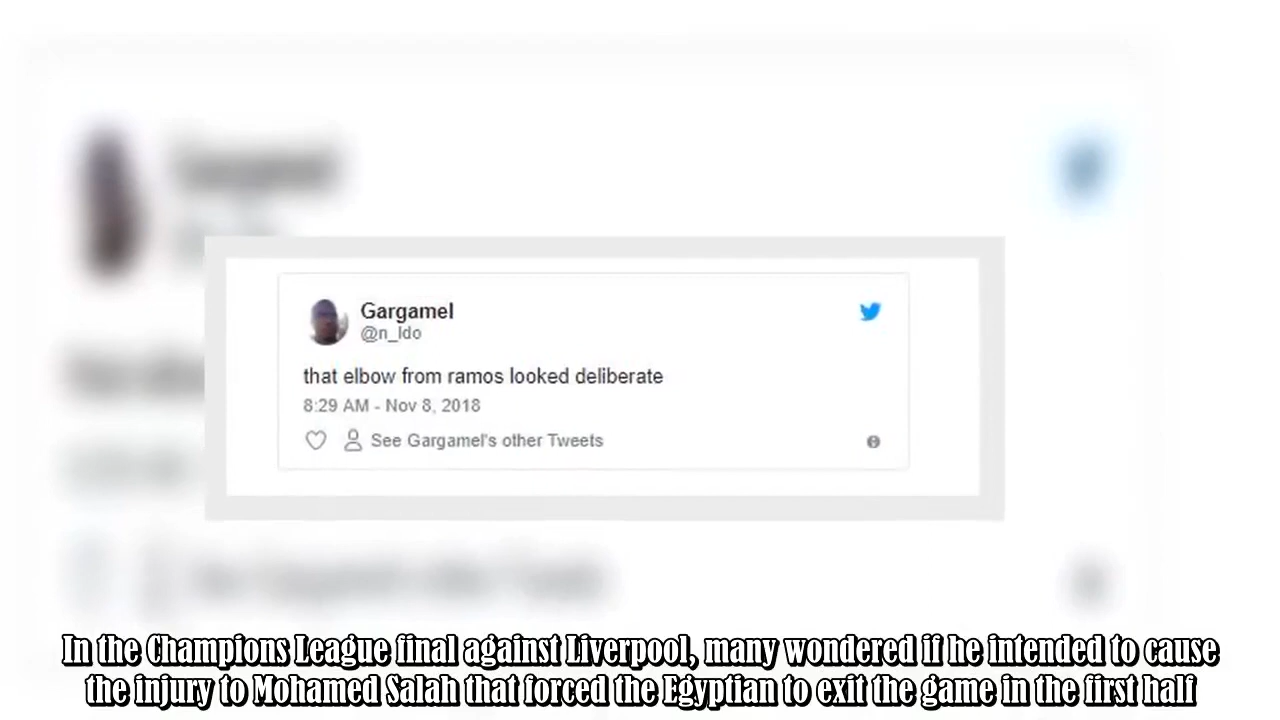 Gargamel
@n_ldo
that elbow from ramos looked deliberate
8:29 AM - Nov 8, 2018
See Gargamel's other Tweets
In the Champions League final against Liverpool, many wondered if he intended to cause
the injury to Mohamed Salah that forced the Egyptian to exit the game in the first half